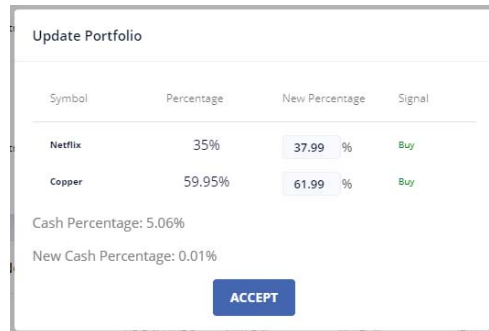 Update Portfolio
Symbol Percentage New Percentage Signal
Netflix 35% 37.99 % Buy
Copper 59.95% 61.99 % Buy
Cash Percentage: 5.06%
New Cash Percentage: 0.01%
ACCEPT